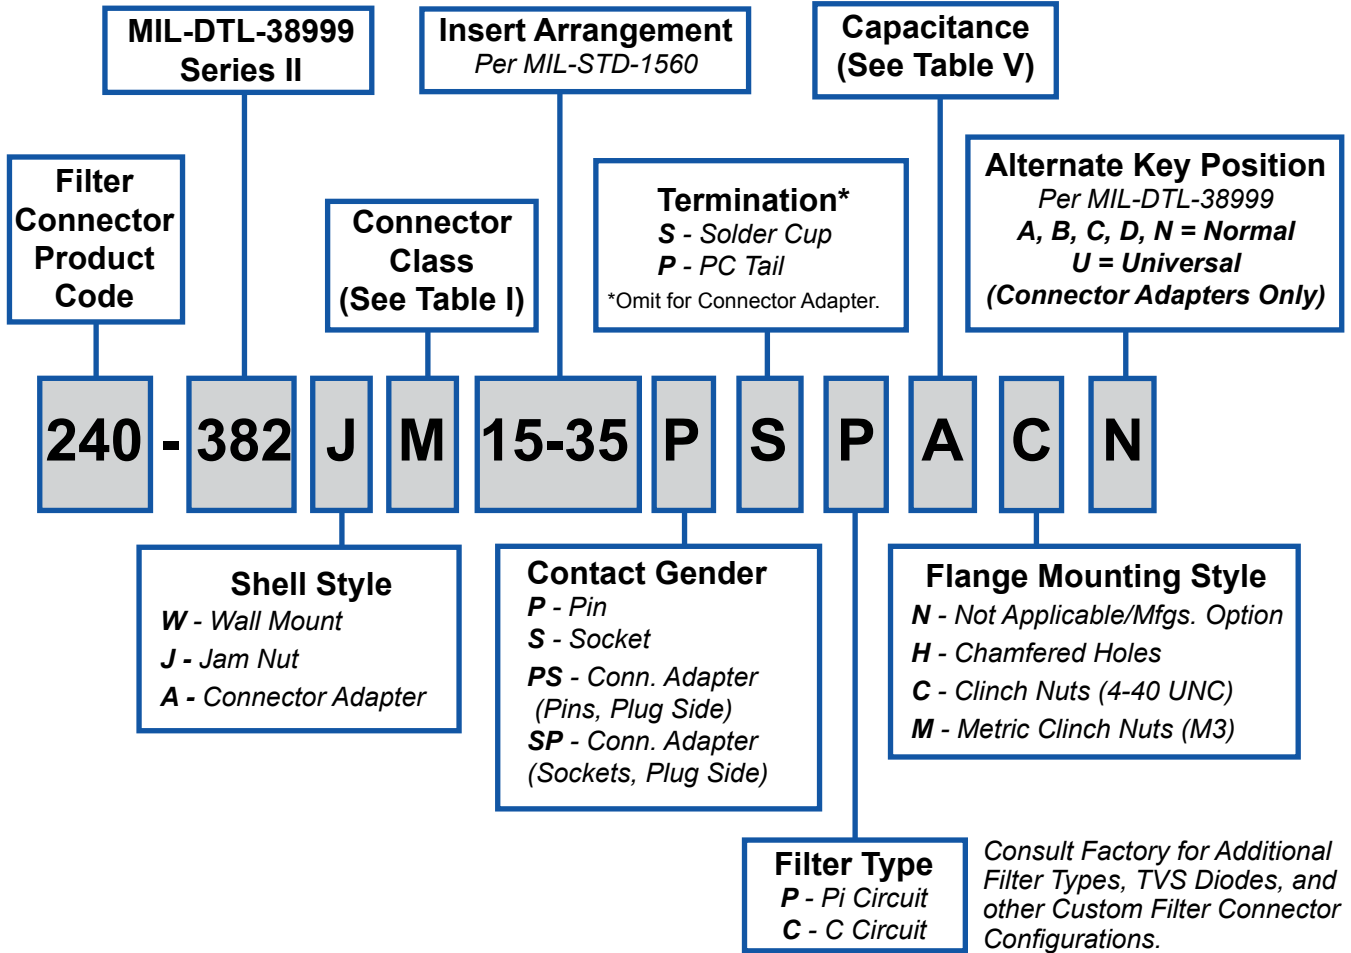 MIL-DTL-38999
Series II
Insert Arrangement
Per MIL-STD-1560
Capacitance
(See Table V)
Filter
Connector
Product
Code
Connector
Class
(See Table I)
Termination*
S - Solder Cup
P - PC Tail
*Omit for Connector Adapter.
Alternate Key Position
Per MIL-DTL-38999
A, B, C, D, N = Normal
U = Universal
(Connector Adapters Only)
240 - 382 J M 15-35 P S P A C N
Shell Style
W - Wall Mount
J - Jam Nut
A - Connector Adapter
Contact Gender
P - Pin
S - Socket
PS - Conn. Adapter
(Pins, Plug Side)
SP - Conn. Adapter
(Sockets, Plug Side)
Flange Mounting Style
N - Not Applicable/Mfgs. Option
H - Chamfered Holes
C - Clinch Nuts (4-40 UNC)
M - Metric Clinch Nuts (M3)
Filter Type
P - Pi Circuit
C - C Circuit
Consult Factory for Additional
Filter Types, TVS Diodes, and
other Custom Filter Connector
Configurations.